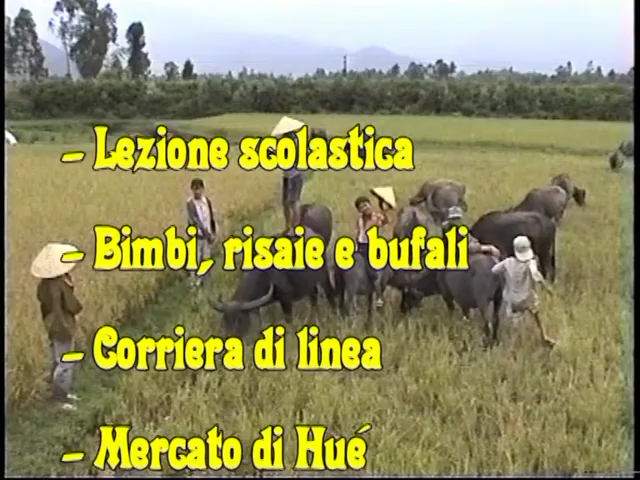 - Lezione scolastica
- Bimbi, risaie e bufali
- Corriera di linea
- Mercato di Hué